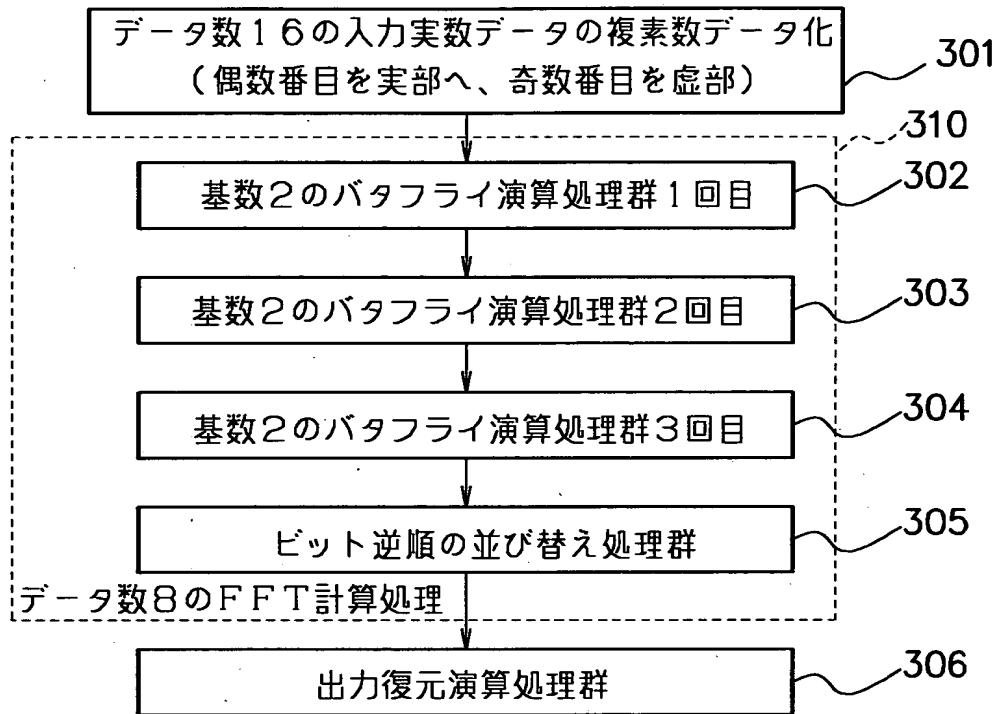 データ数16の入力実数データの複素数データ化
(偶数番目を実部へ、奇数番目を虚部)
301
310
基数2のバタフライ演算処理群1回目
302
基数2のバタフライ演算処理群2回目
303
基数2のバタフライ演算処理群3回目
304
ビット逆順の並び替え処理群
305
データ数8のFFT計算処理
出力復元演算処理群
306